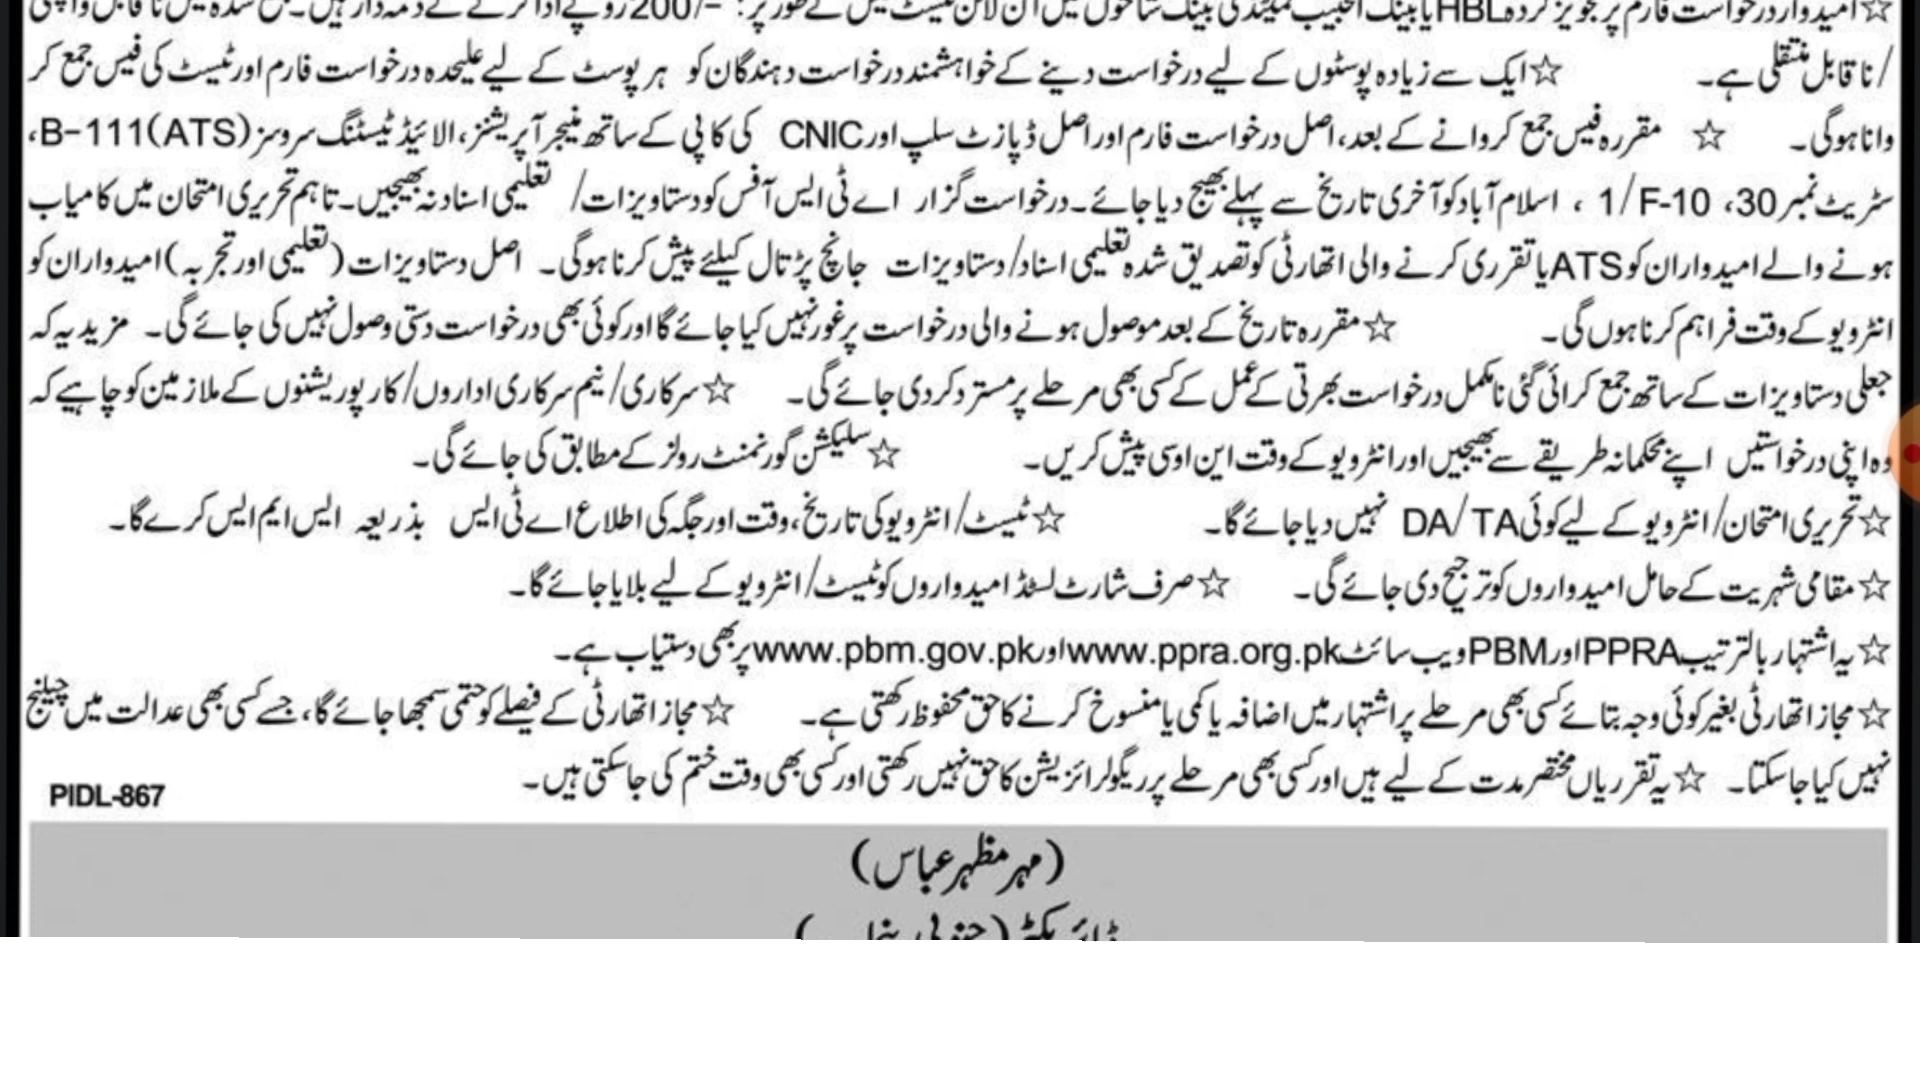 ☆امیدوار درخواست فارم پر تجویز کردہ HBL یا بینک الحبیب لمیٹڈ کی بینک شاخوں میں آن لائن ٹیسٹ فیس کے طور پر: -/200 روپے ادا کرنے کے ذمہ دار ہیں۔ جمع شدہ فیس نا قابل واپسی
/نا قابل منتقلی ہے۔ ☆ایک سے زیادہ پوسٹوں کے لیے درخواست دینے کے خواہشمند درخواست دہندگان کو ہر پوسٹ کے لیے علیحدہ درخواست فارم اور ٹیسٹ کی فیس جمع کر
وانا ہوگی۔ ☆ مقررہ فیس جمع کروانے کے بعد، اصل درخواست فارم اور اصل ڈپازٹ سلپ اور CNIC کی کاپی کے ساتھ منیجر آپریشنز، الائیڈ ٹیسٹنگ سروسز (ATS) B-111،
سٹریٹ نمبر 30، F-10 /1 ، اسلام آباد کو آخری تاریخ سے پہلے بھیج دیا جائے۔ درخواست گزار اے ٹی ایس آفس کو دستاویزات/ تعلیمی اسناد نہ بھیجیں۔ تاہم تحریری امتحان میں کامیاب
ہونے والے امیدواران کو ATS یا تقرری کرنے والی اتھارٹی کو تصدیق شدہ تعلیمی اسناد/دستاویزات جانچ پڑتال کیلئے پیش کرنا ہوگی۔ اصل دستاویزات (تعلیمی اور تجربہ) امیدواران کو
انٹرویو کے وقت فراہم کرنا ہوں گی۔ ☆مقررہ تاریخ کے بعد موصول ہونے والی درخواست پر غور نہیں کیا جائے گا اور کوئی بھی درخواست دستی وصول نہیں کی جائے گی۔ مزید یہ کہ
جعلی دستاویزات کے ساتھ جمع کرائی گئی نامکمل درخواست بھرتی کے عمل کے کسی بھی مرحلے پر مسترد کردی جائے گی۔ ☆سرکاری/ نیم سرکاری اداروں/ کارپوریشنوں کے ملازمین کو چاہیے کہ
وہ اپنی درخواستیں اپنے محکمانہ طریقے سے بھیجیں اور انٹرویو کے وقت این او سی پیش کریں۔ ☆سلیکشن گورنمنٹ رولز کے مطابق کی جائے گی۔
☆تحریری امتحان/ انٹرویو کے لیے کوئی DA/TA نہیں دیا جائے گا۔ ☆ٹیسٹ/ انٹرویو کی تاریخ، وقت اور جگہ کی اطلاع اے ٹی ایس بذریعہ ایس ایم ایس کرے گا۔
☆مقامی شہریت کے حامل امیدواروں کو ترجیح دی جائے گی۔ ☆صرف شارٹ لسٹڈ امیدواروں کو ٹیسٹ/ انٹرویو کے لیے بلایا جائے گا۔
☆یہ اشتہار بالترتیب PPRA اور PBM ویب سائٹ www.ppra.org.pk اور www.pbm.gov.pk پر بھی دستیاب ہے۔
☆مجاز اتھارٹی بغیر کوئی وجہ بتائے کسی بھی مرحلے پر اشتہار میں اضافہ یا کمی یا منسوخ کرنے کا حق محفوظ رکھتی ہے۔ ☆مجاز اتھارٹی کے فیصلے کو حتمی سمجھا جائے گا، جسے کسی بھی عدالت میں چیلنج
نہیں کیا جاسکتا۔ ☆یہ تقرریاں مختصر مدت کے لیے ہیں اور کسی بھی مرحلے پر ریگولرائزیشن کا حق نہیں رکھتی اور کسی بھی وقت ختم کی جاسکتی ہیں۔
PIDL-867
(مہر مظہر عباس)